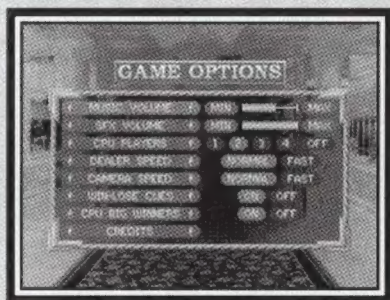 GAME OPTIONS
MUSIC VOLUME MIN MAX
SFX VOLUME MIN MAX
CPU PLAYERS 1 2 3 4 OFF
DEALER SPEED NORMAL FAST
CAMERA SPEED NORMAL FAST
WIN-LOSE CUES ON OFF
CPU BIG WINNERS ON OFF
CREDITS